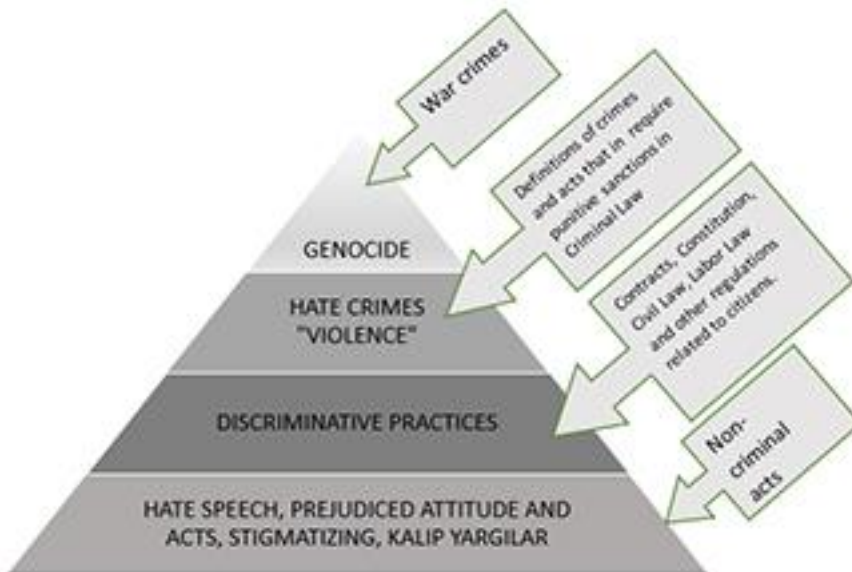 War crimes
Definitions of crimes
and acts that in require
punitive sanctions in
Criminal Law
Contracts, Constitution,
Civil Law, Labor Law
and other regulations
related to citizens.
Non-
criminal
acts
GENOCIDE
HATE CRIMES
"VIOLENCE"
DISCRIMINATIVE PRACTICES
HATE SPEECH, PREJUDICED ATTITUDE AND
ACTS, STIGMATIZING, KALIP YARGILAR